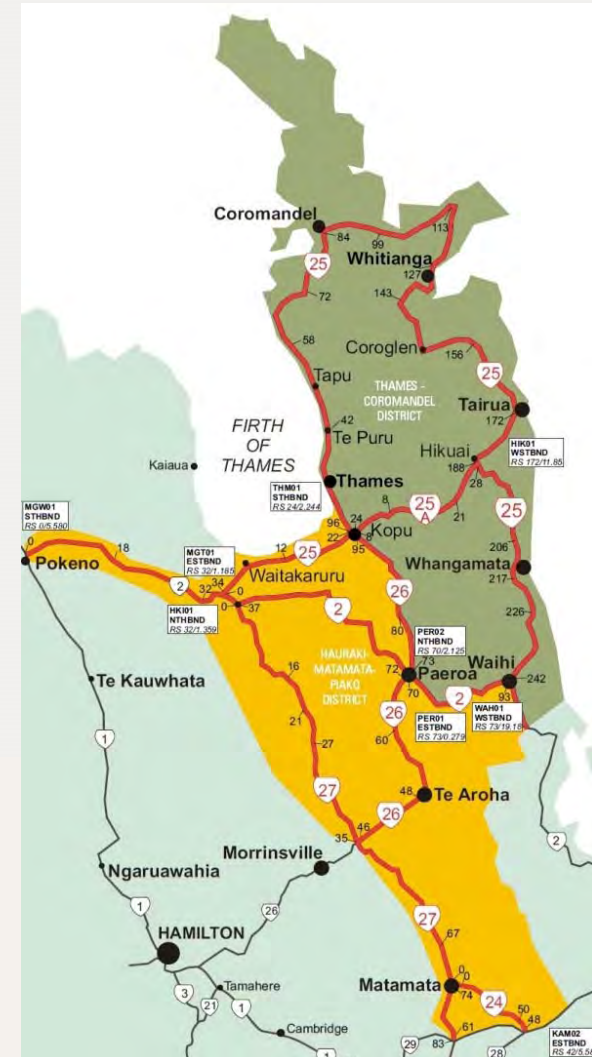 Coromandel
84
99
113
25
Whitianga
127
72
143
58
Coroglen
156
25
Tapu
THAMES -
COROMANDEL
DISTRICT
Tairua
172
FIRTH
OF
THAMES
42
Te Puru
HIK01
WSTBND
RS 172/11.85
Kaiaua
Hikuai
188
28
THM01
STHBND
RS 24/2.244
Thames
8
25
A
21
25
MGW01
STHBND
RS 0/5.580
96
24
22
Kopu
8
95
206
0
Pokeno
18
MGT01
ESTBND
RS 32/1.185
12
25
Waitakaruru
Whangamata
217
2
32
34
0
0
37
26
HKI01
NTHBND
RS 32/1.359
2
80
226
PER02
NTHBND
RS 70/2.125
HAURAKI-
MATAMATA-
PIAKO
DISTRICT
72
73
Paeroa
70
Waihi
242
16
2
93
Te Kauwhata
26
PER01
ESTBND
RS 73/0.279
WAH01
WSTBND
RS 73/19.18
21
60
1
27
27
48
Te Aroha
2
46
26
35
Morrinsville
Ngaruawahia
1
26
27
67
HAMILTON
3
0
0
Matamata
74
24
21
Tamahere
1
50
48
Cambridge
61
83
29
28
1
KAM02
ESTBND